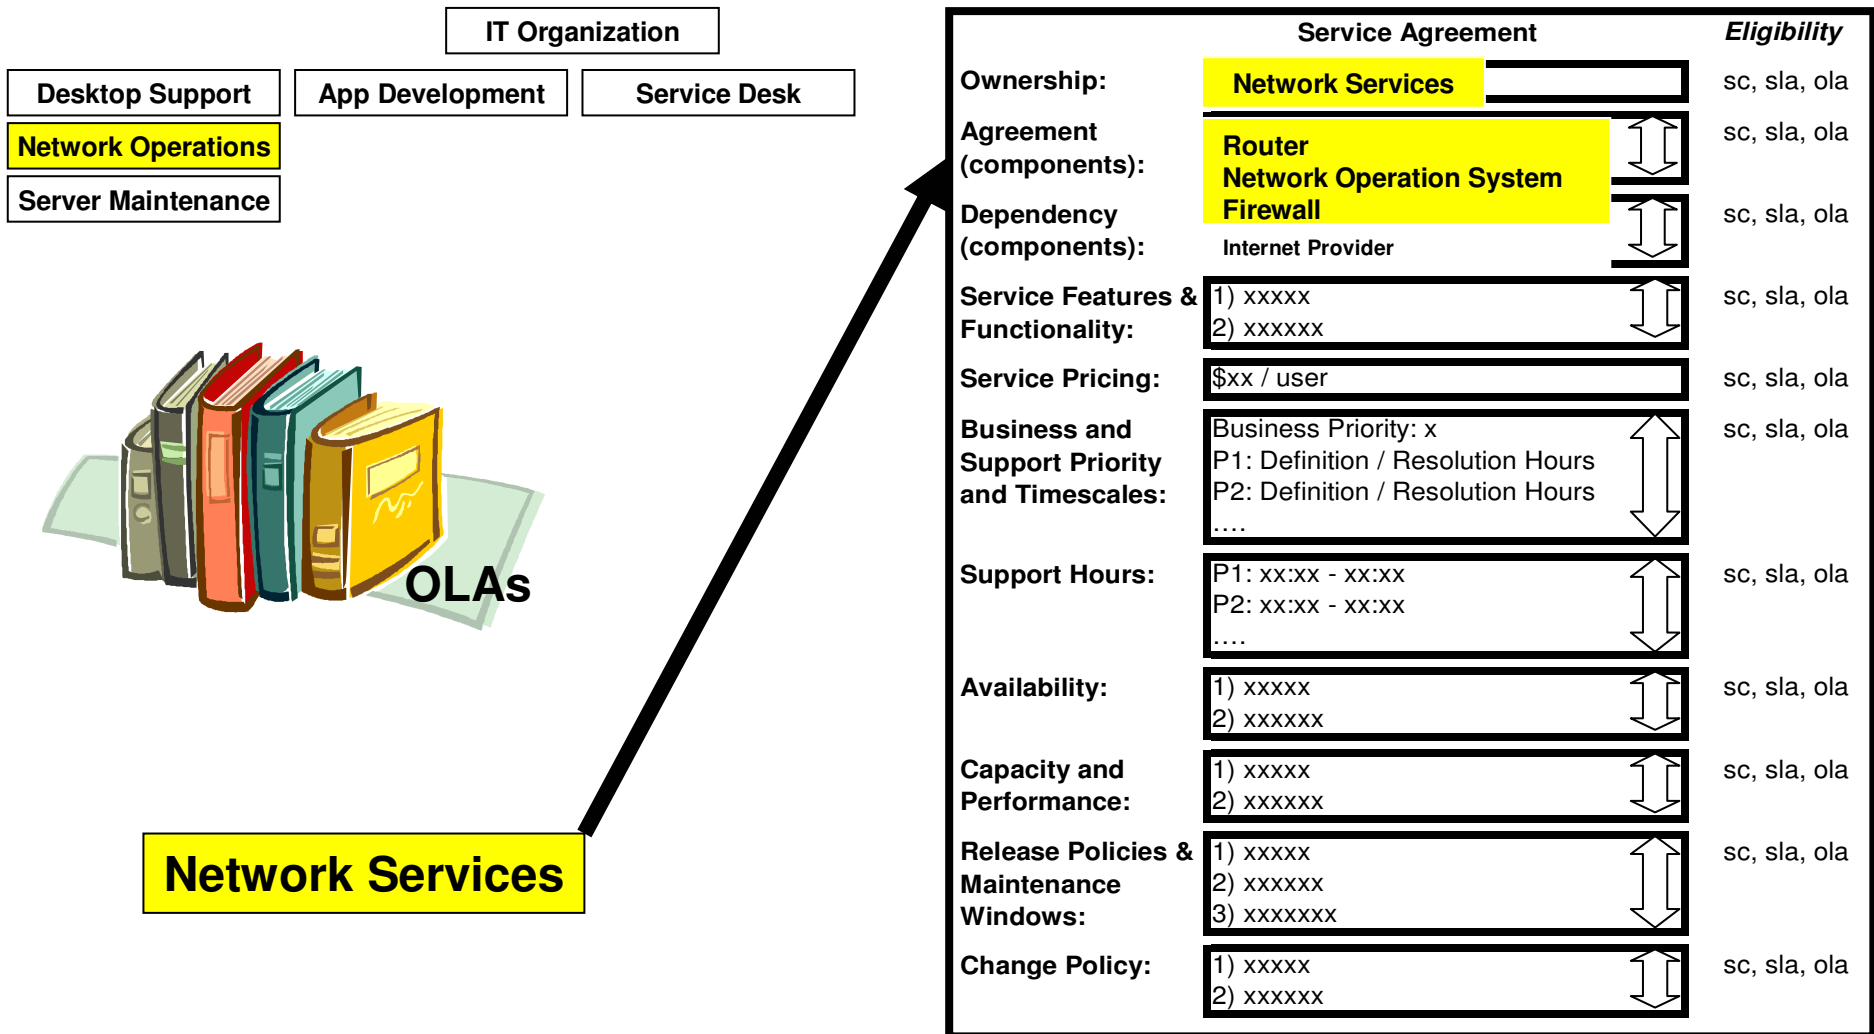 IT Organization
Desktop Support
App Development
Service Desk
Network Operations
Server Maintenance
OLAs
Network Services
Service Agreement Eligibility
Ownership: Network Services sc, sla, ola
Agreement
(components):
Router
Network Operation System
Firewall
sc, sla, ola
Dependency
(components):
Internet Provider
sc, sla, ola
Service Features &
Functionality:
1) xxxxx
2) xxxxxx
sc, sla, ola
Service Pricing: $xx / user sc, sla, ola
Business and
Support Priority
and Timescales:
Business Priority: x
P1: Definition / Resolution Hours
P2: Definition / Resolution Hours
....
sc, sla, ola
Support Hours:
P1: xx:xx - xx:xx
P2: xx:xx - xx:xx
....
sc, sla, ola
Availability:
1) xxxxx
2) xxxxxx
sc, sla, ola
Capacity and
Performance:
1) xxxxx
2) xxxxxx
sc, sla, ola
Release Policies &
Maintenance
Windows:
1) xxxxx
2) xxxxxx
3) xxxxxxx
sc, sla, ola
Change Policy:
1) xxxxx
2) xxxxxx
sc, sla, ola